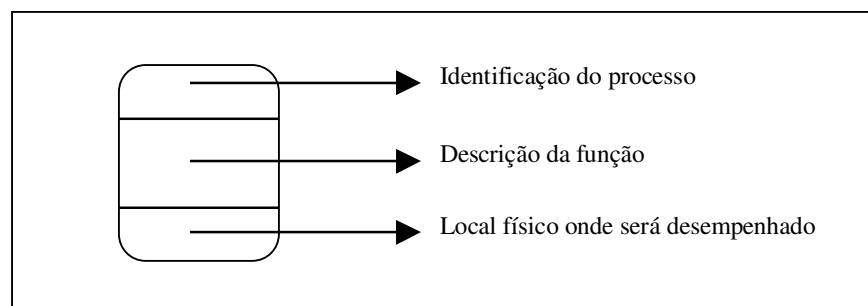 Identificação do processo
Descrição da função
Local físico onde será desempenhado